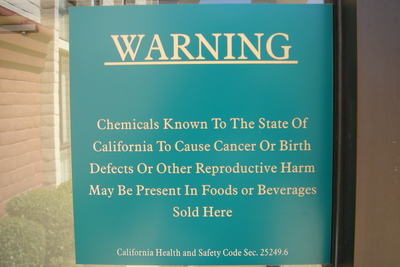 WARNING
Chemicals Known To The State Of
California To Cause Cancer Or Birth
Defects Or Other Reproductive Harm
May Be Present In Foods or Beverages
Sold Here
California Health and Safety Code Sec. 25249.6